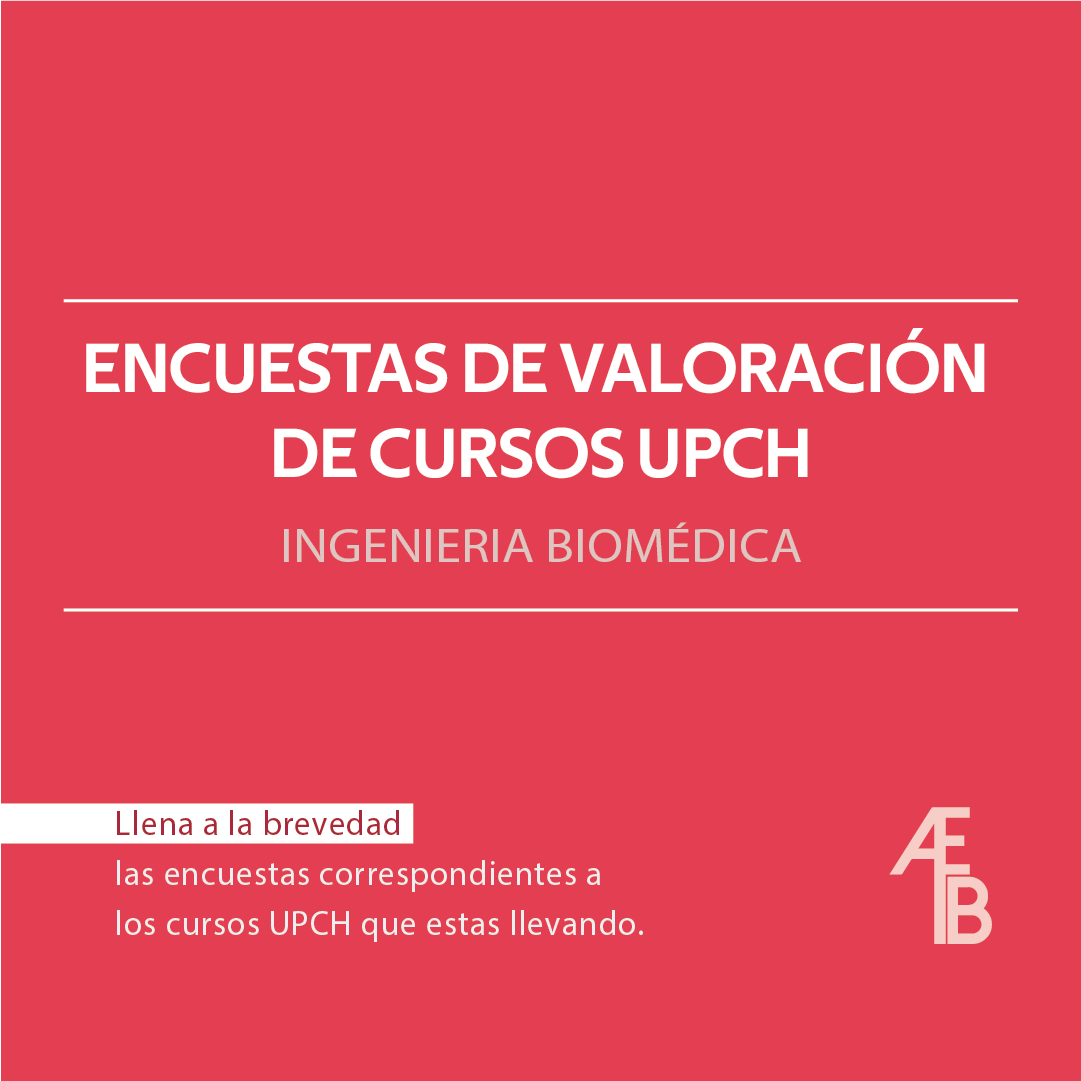 ENCUESTAS DE VALORACIÓN
DE CURSOS UPCH
INGENIERIA BIOMÉDICA
Llena a la brevedad
las encuestas correspondientes a
los cursos UPCH que estas llevando.
AEIB